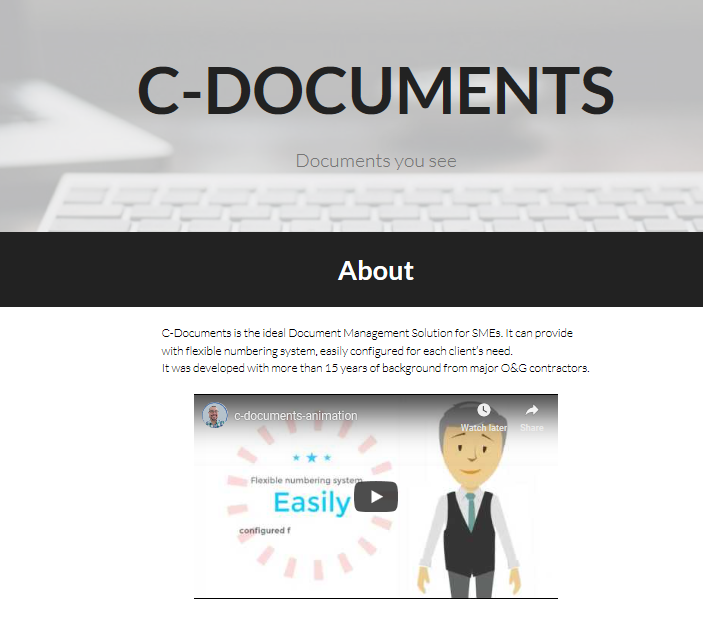 C-DOCUMENTS
Documents you see
About
C-Documents is the ideal Document Management Solution for SMEs. It can provide
with flexible numbering system, easily configured for each client's need.
It was developed with more than 15 years of background from major O&G contractors.
c-documents-animation
Watch later
Share
Flexible numbering system
Easily
configured f